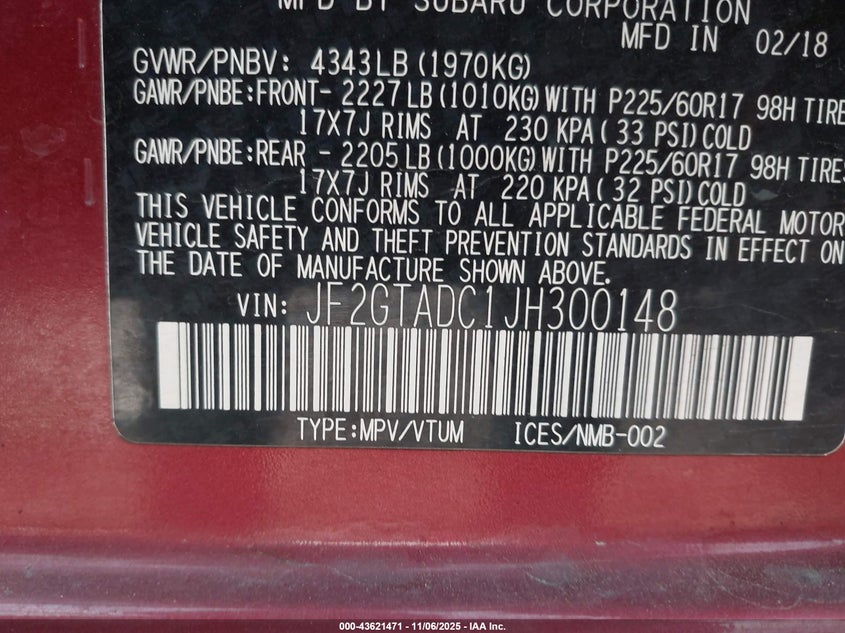 MFD BY SUBARU CORPORATION
MFD IN 02/18
GVWR/PNBV: 4343LB (1970KG)
GAWR/PNBE:FRONT- 2227 LB (1010KG) WITH P225/60R17 98H TIRE
17X7J RIMS AT 230 KPA ( 33 PSI) COLD
GAWR/PNBE:REAR - 2205 LB (1000KG) WITH P225/60R17 98H TIRES
17X7J RIMS AT 220 KPA ( 32 PSI) COLD
THIS VEHICLE CONFORMS TO ALL APPLICABLE FEDERAL MOTOR
VEHICLE SAFETY AND THEFT PREVENTION STANDARDS IN EFFECT ON
THE DATE OF MANUFACTURE SHOWN ABOVE.
VIN: JF2GTADC1JH300148
TYPE:MPV/VTUM ICES/NMB-002
000-43621471 - 11/06/2025 - IAA Inc.